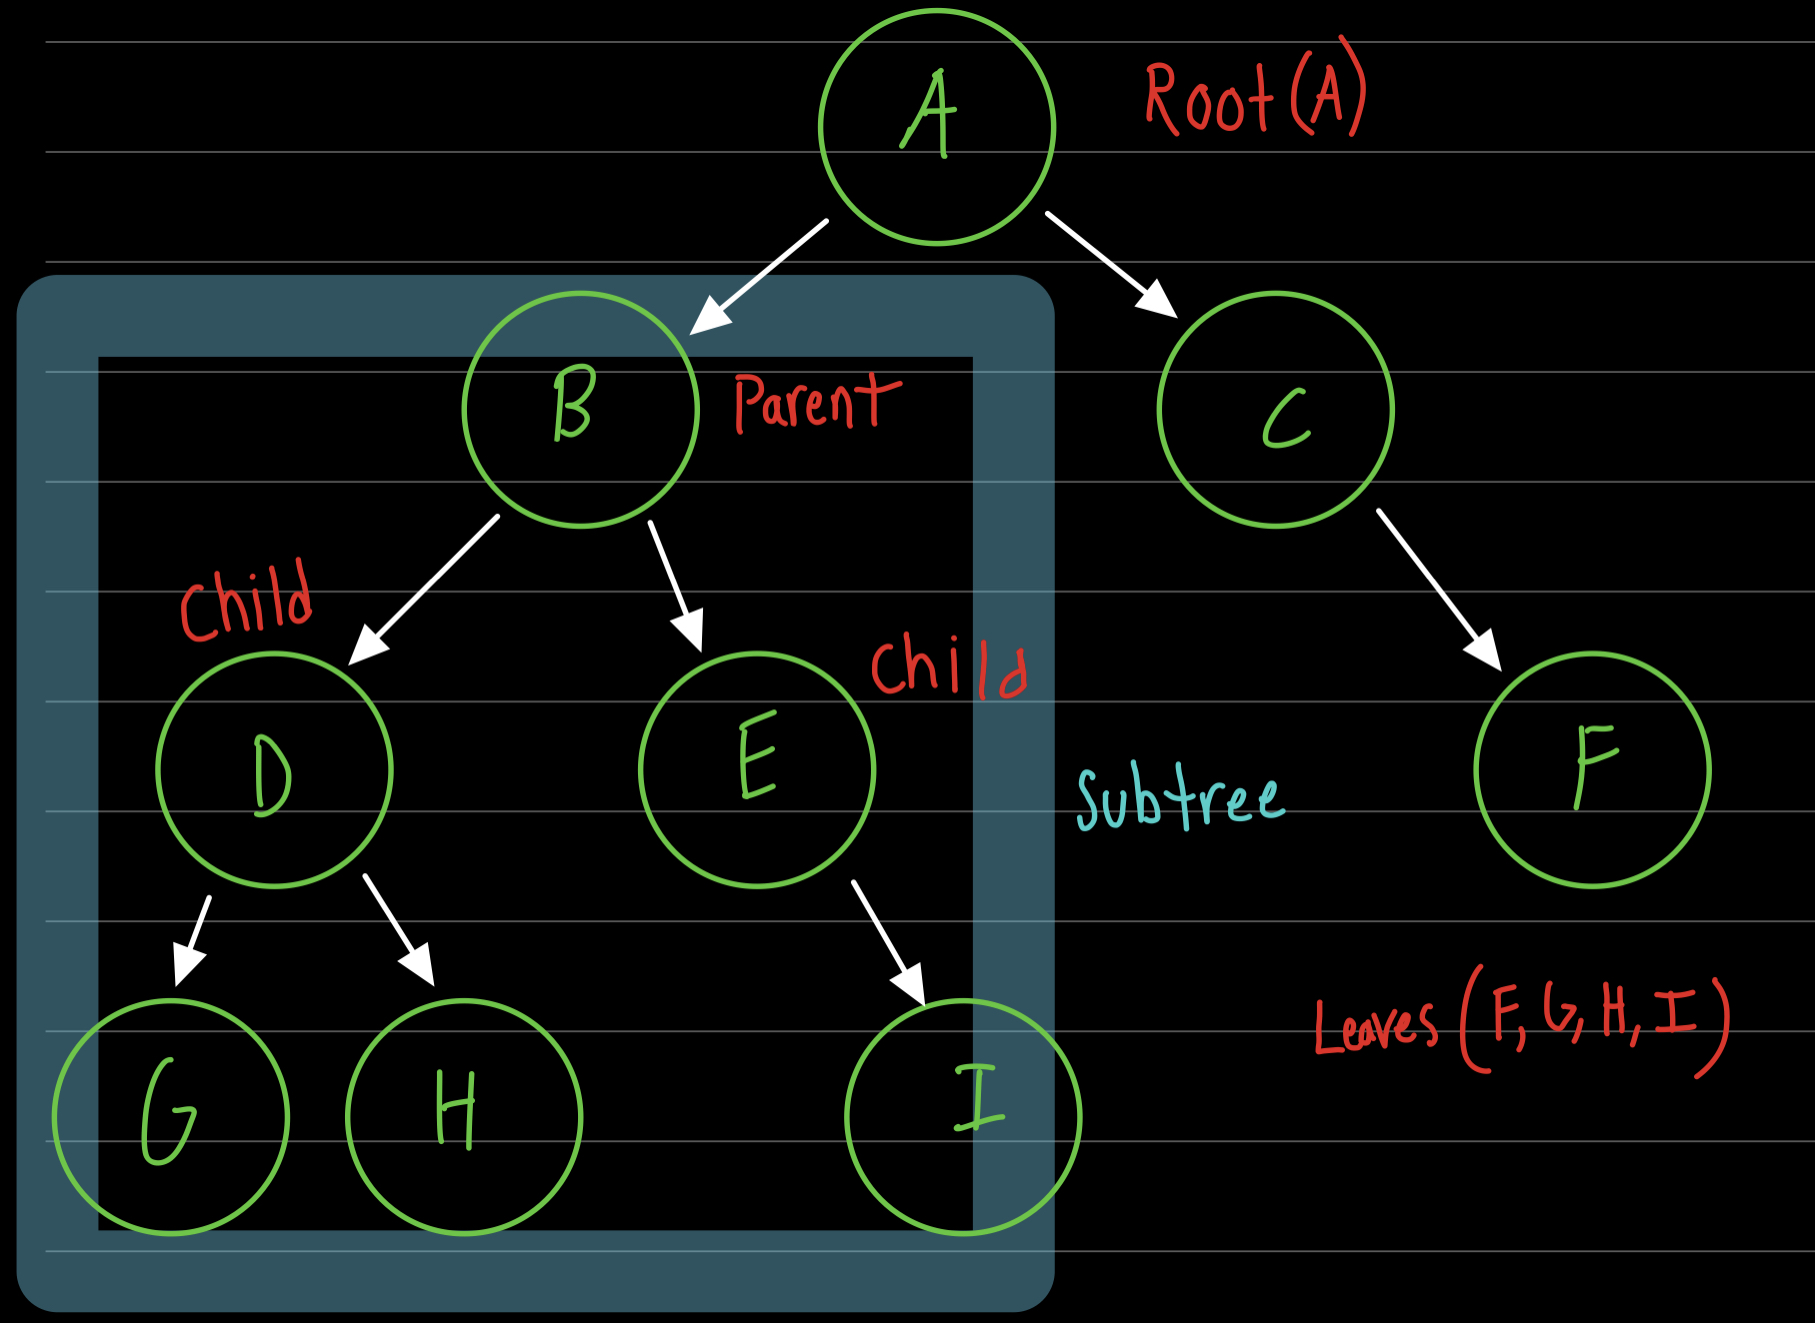 A
Root (A)
B
Parent
C
Child
Child
D
E
F
Subtree
G
H
I
Leaves (F, G, H, I)